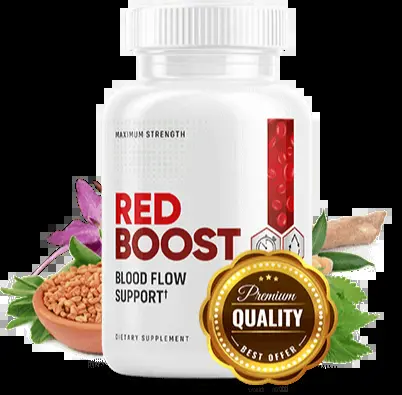 MAXIMUM STRENGTH
RED
BOOST
BLOOD FLOW
SUPPORT†
DIETARY SUPPLEMENT
Premium
QUALITY
BEST OFFER